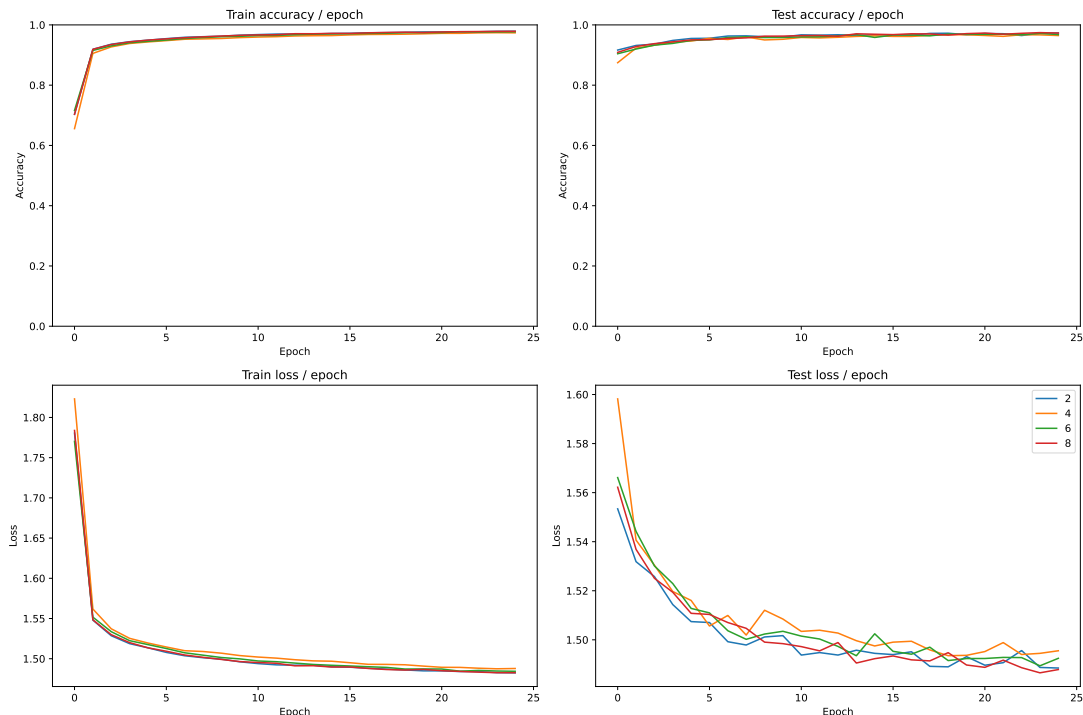 Train accuracy / epoch
1.0
0.8
0.6
0.4
0.2
0.0
Accuracy
0 5 10 15 20 25
Epoch
Test accuracy / epoch
1.0
0.8
0.6
0.4
0.2
0.0
Accuracy
0 5 10 15 20 25
Epoch
Train loss / epoch
1.80
1.75
1.70
1.65
1.60
1.55
1.50
Loss
0 5 10 15 20 25
Epoch
Test loss / epoch
1.60
1.58
1.56
1.54
1.52
1.50
Loss
2
4
6
8
0 5 10 15 20 25
Epoch